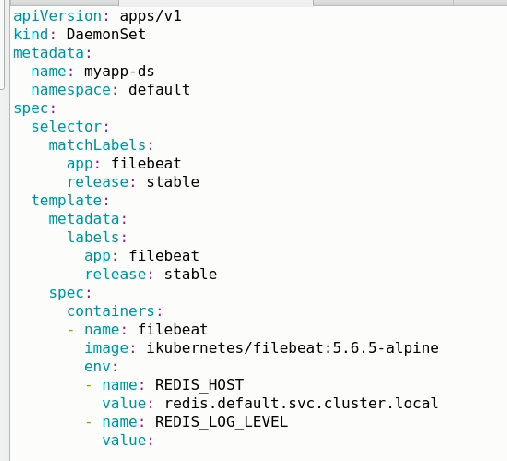 apiVersion: apps/v1
kind: DaemonSet
metadata:
  name: myapp-ds
  namespace: default
spec:
  selector:
    matchLabels:
      app: filebeat
      release: stable
  template:
    metadata:
      labels:
        app: filebeat
        release: stable
    spec:
      containers:
      - name: filebeat
        image: ikubernetes/filebeat:5.6.5-alpine
        env:
        - name: REDIS_HOST
          value: redis.default.svc.cluster.local
        - name: REDIS_LOG_LEVEL
          value: